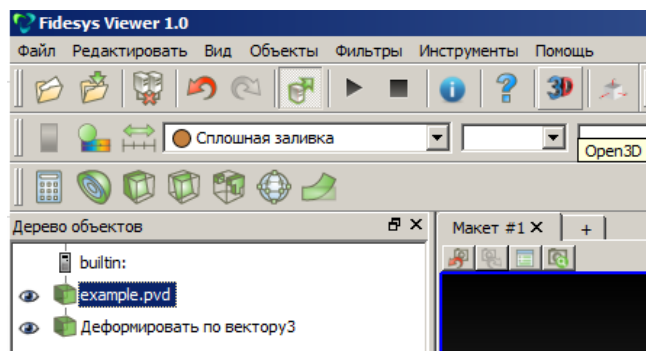 Fidesys Viewer 1.0
Файл Редактировать Вид Объекты Фильтры Инструменты Помощь
3D
Сплошная заливка
Open3D
Дерево объектов
Макет #1
builtin:
example.pvd
Деформировать по вектору3